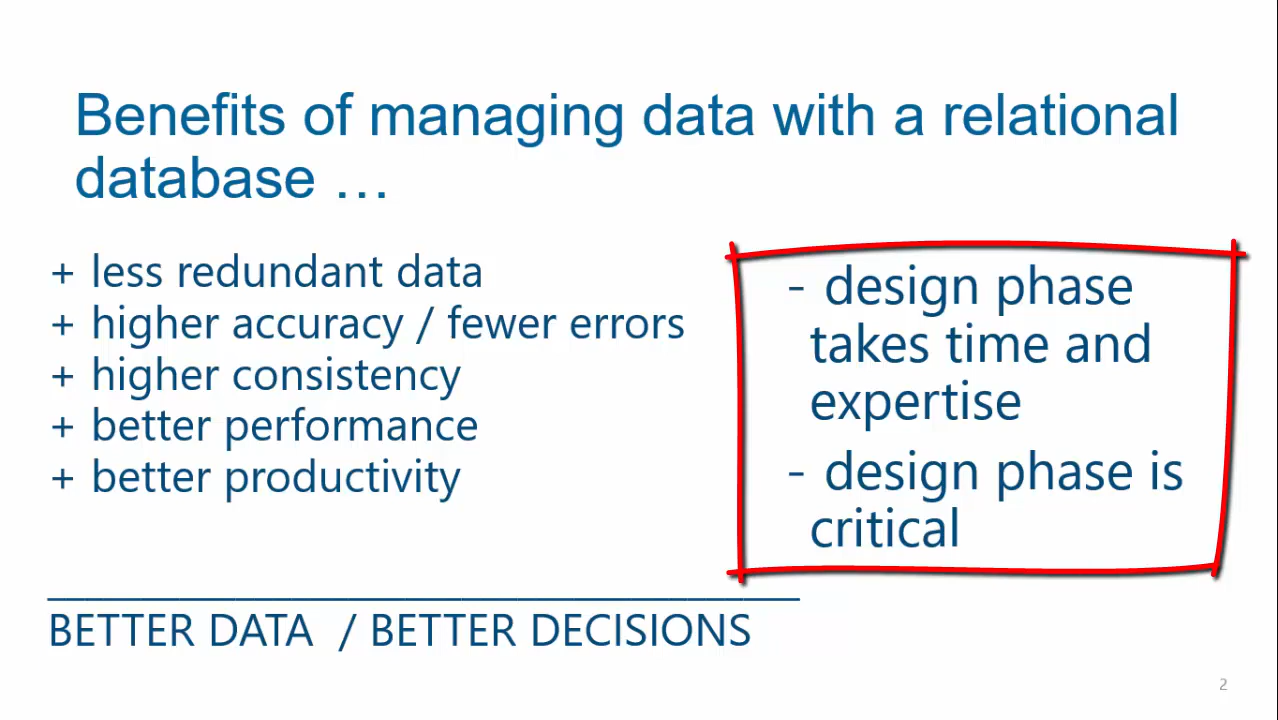 Benefits of managing data with a relational
database …
+ less redundant data
+ higher accuracy / fewer errors
+ higher consistency
+ better performance
+ better productivity
- design phase
takes time and
expertise
- design phase is
critical
BETTER DATA / BETTER DECISIONS
2